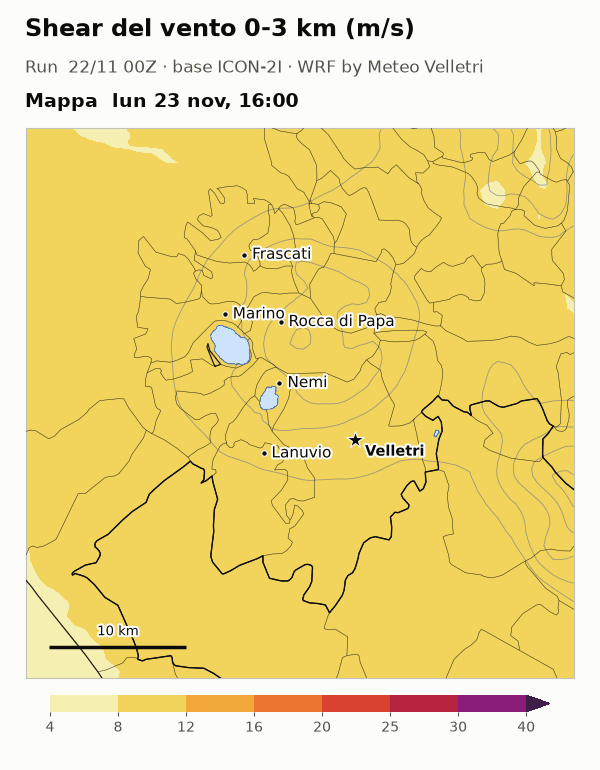 Shear del vento 0-3 km (m/s)
Run  22/11 00Z · base ICON-2I · WRF by Meteo Velletri
Mappa  lun 23 nov, 16:00
Frascati
Marino
Rocca di Papa
Nemi
Velletri
Lanuvio
10 km
4 8 12 16 20 25 30 40